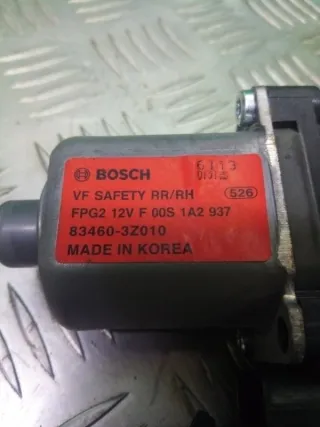 BOSCH 6113
VF SAFETY RR/RH 526
FPG2 12V F 00S 1A2 937
83460-3Z010
MADE IN KOREA